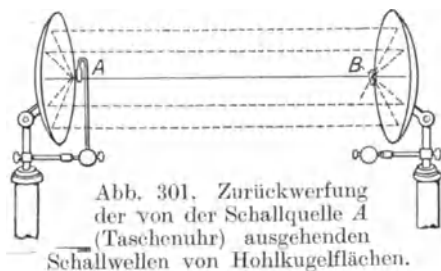 A
B
Abb. 301. Zurückwerfung
der von der Schallquelle A
(Taschenuhr) ausgehenden
Schallwellen von Hohlkugelflächen.